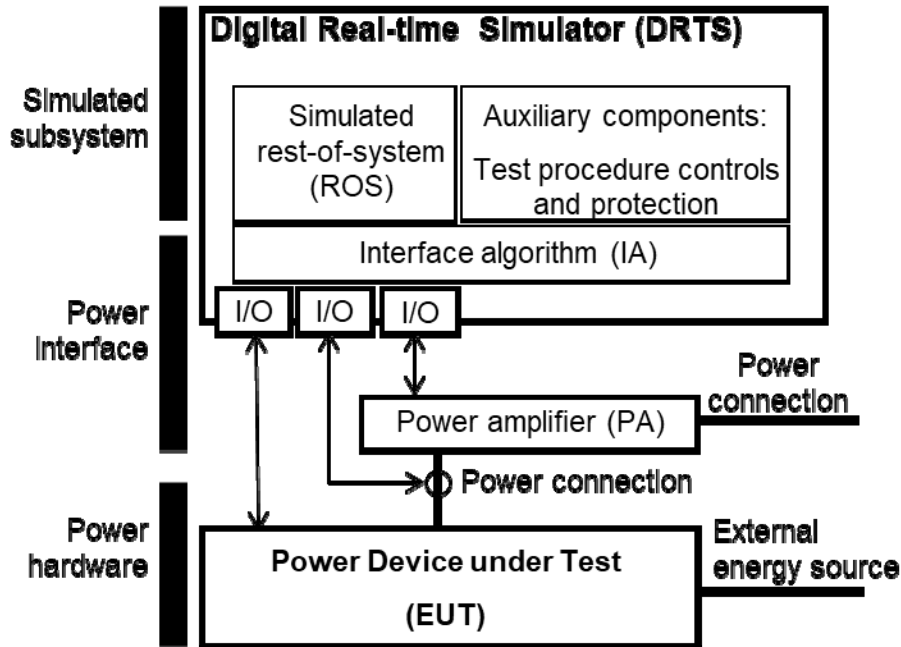 Digital Real-time Simulator (DRTS)
Simulated
subsystem
Simulated
rest-of-system
(ROS)
Auxiliary components:
Test procedure controls
and protection
Interface algorithm (IA)
I/O
I/O
I/O
Power
Interface
Power
connection
Power amplifier (PA)
Power connection
Power
hardware
Power Device under Test
(EUT)
External
energy source